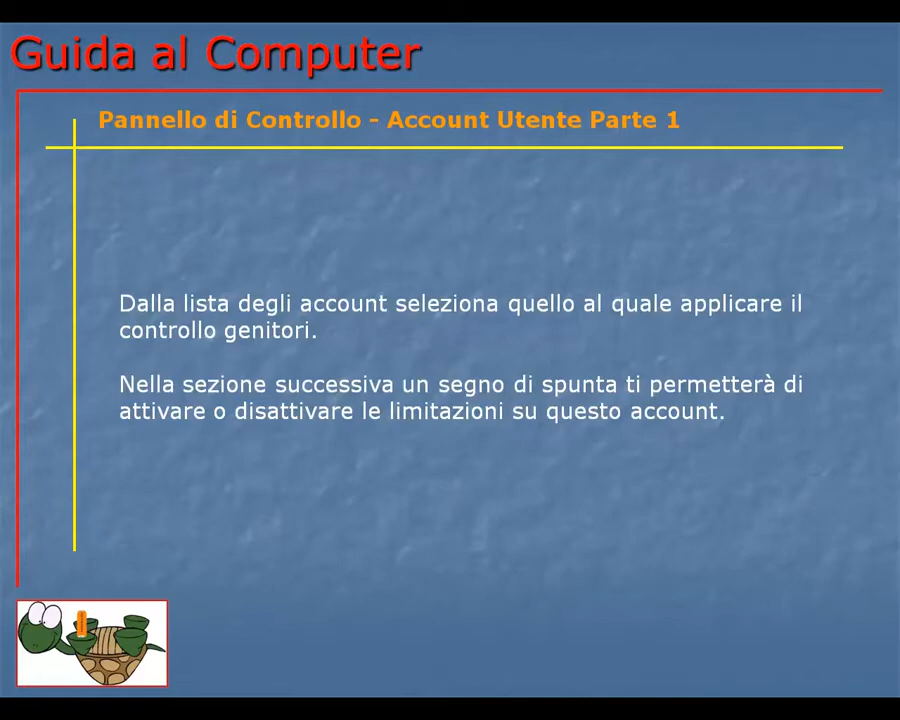 Guida al Computer
Pannello di Controllo - Account Utente Parte 1
Dalla lista degli account seleziona quello al quale applicare il
controllo genitori.
Nella sezione successiva un segno di spunta ti permetterà di
attivare o disattivare le limitazioni su questo account.